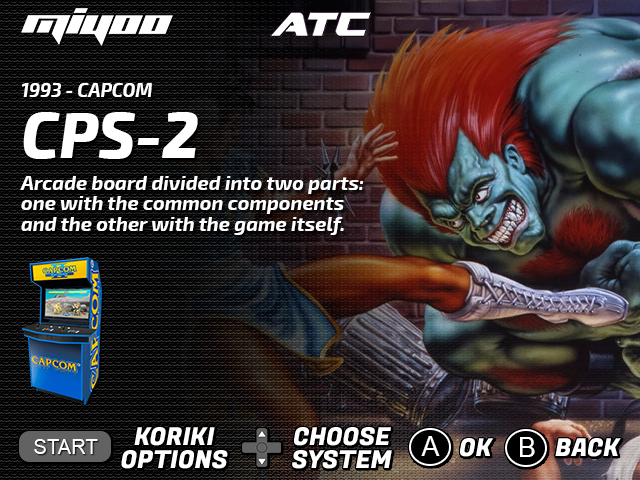 miyoo
ATC
1993 - CAPCOM
CPS-2
Arcade board divided into two parts:
one with the common components
and the other with the game itself.
CAPCOM
CAPCOM
CAPCOM
START
KORIKI
OPTIONS
CHOOSE
SYSTEM
A
OK
B
BACK